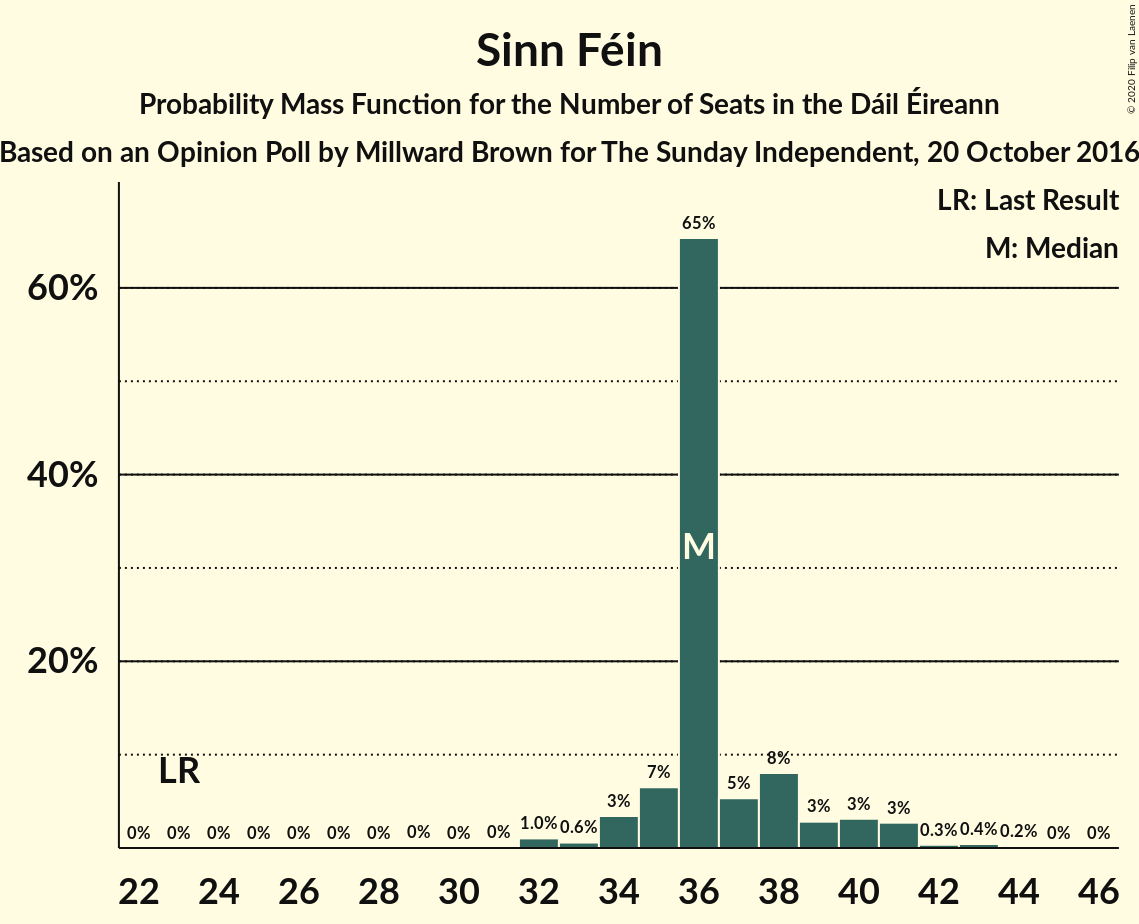 Sinn Féin
Probability Mass Function for the Number of Seats in the Dáil Éireann
Based on an Opinion Poll by Millward Brown for The Sunday Independent, 20 October 2016
© 2020 Filip van Laenen
LR: Last Result
M: Median
60%
40%
20%
LR
M
0% 0% 0% 0% 0% 0% 0% 0% 0% 0% 1.0% 0.6% 3% 7% 65% 5% 8% 3% 3% 3% 0.3% 0.4% 0.2% 0% 0%
22 24 26 28 30 32 34 36 38 40 42 44 46